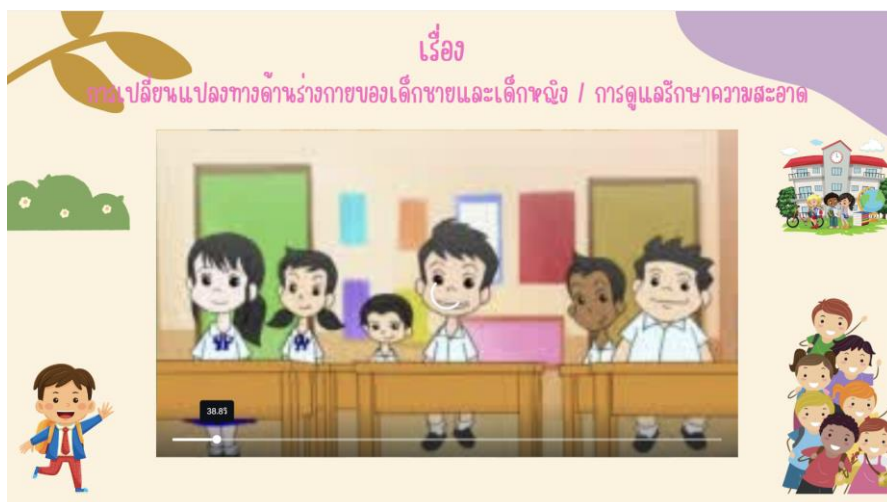 เรื่อง
การเปลี่ยนแปลงทางด้านร่างกายของเด็กชายและเด็กหญิง / การดูแลรักษาความสะอาด
38.8วิ